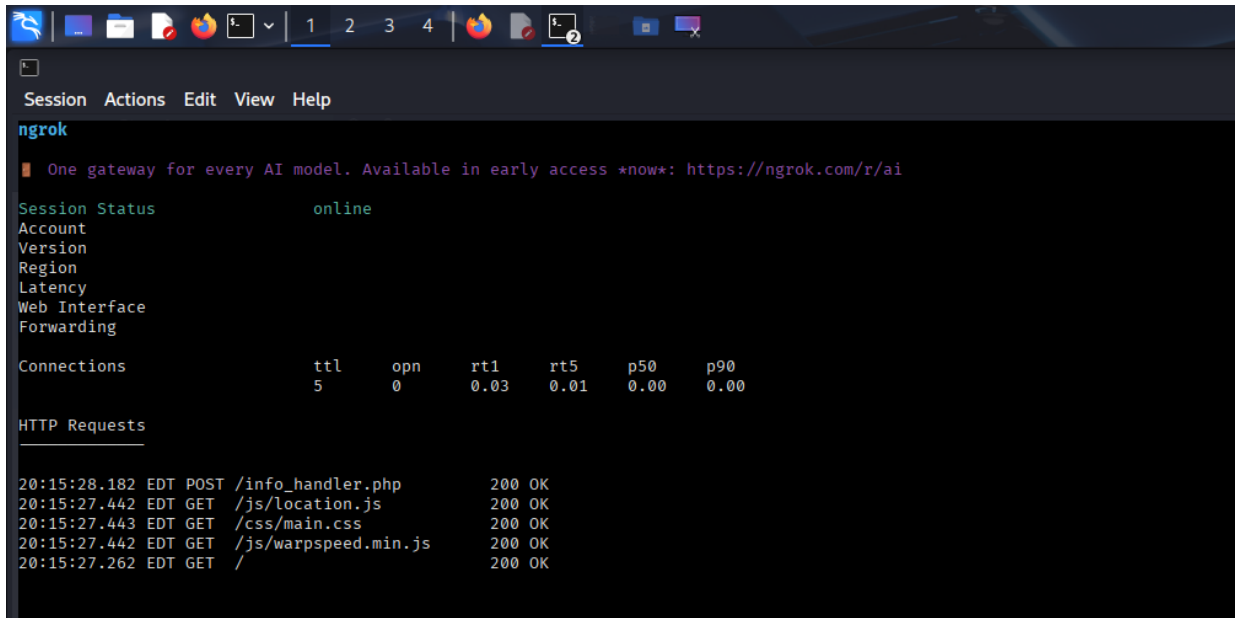 1 2 3 4 2
Session Actions Edit View Help
ngrok
One gateway for every AI model. Available in early access *now*: https://ngrok.com/r/ai
Session Status online
Account
Version
Region
Latency
Web Interface
Forwarding
Connections ttl opn rt1 rt5 p50 p90
5 0 0.03 0.01 0.00 0.00
HTTP Requests
20:15:28.182 EDT POST /info_handler.php 200 OK
20:15:27.442 EDT GET /js/location.js 200 OK
20:15:27.443 EDT GET /css/main.css 200 OK
20:15:27.442 EDT GET /js/warpspeed.min.js 200 OK
20:15:27.262 EDT GET / 200 OK